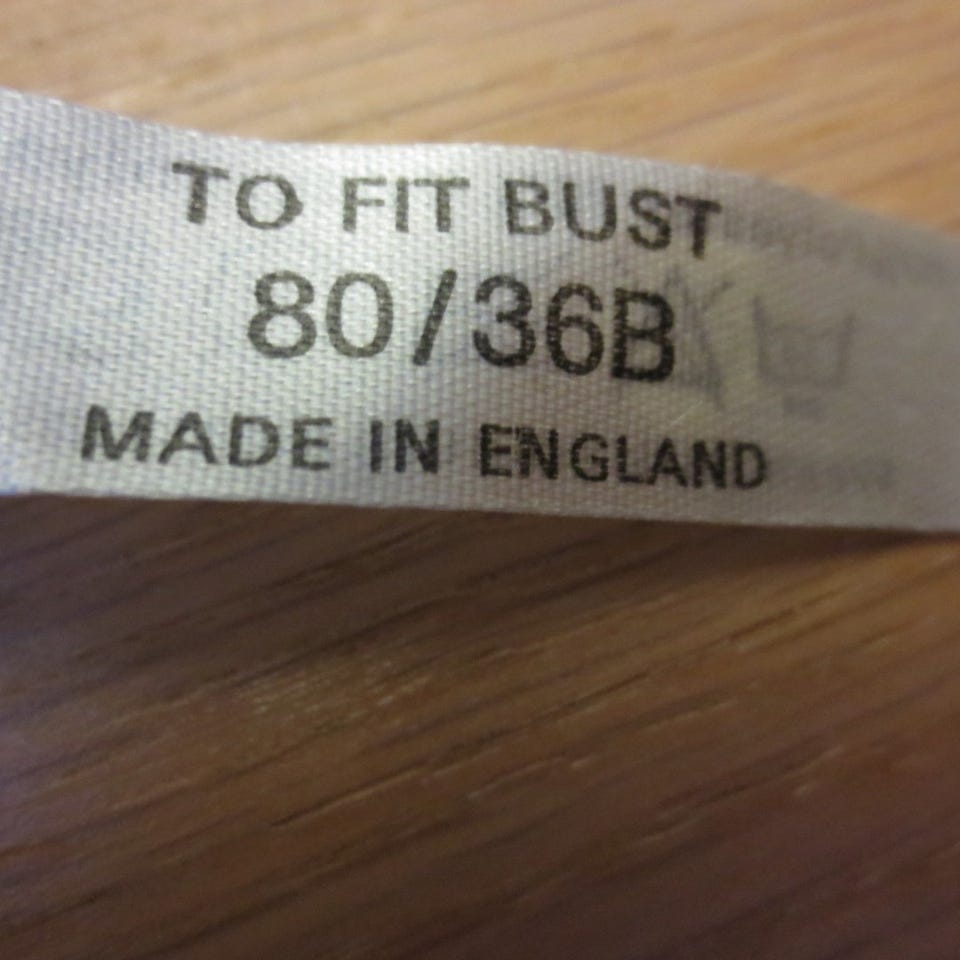 TO FIT BUST
80/36B
MADE IN ENGLAND